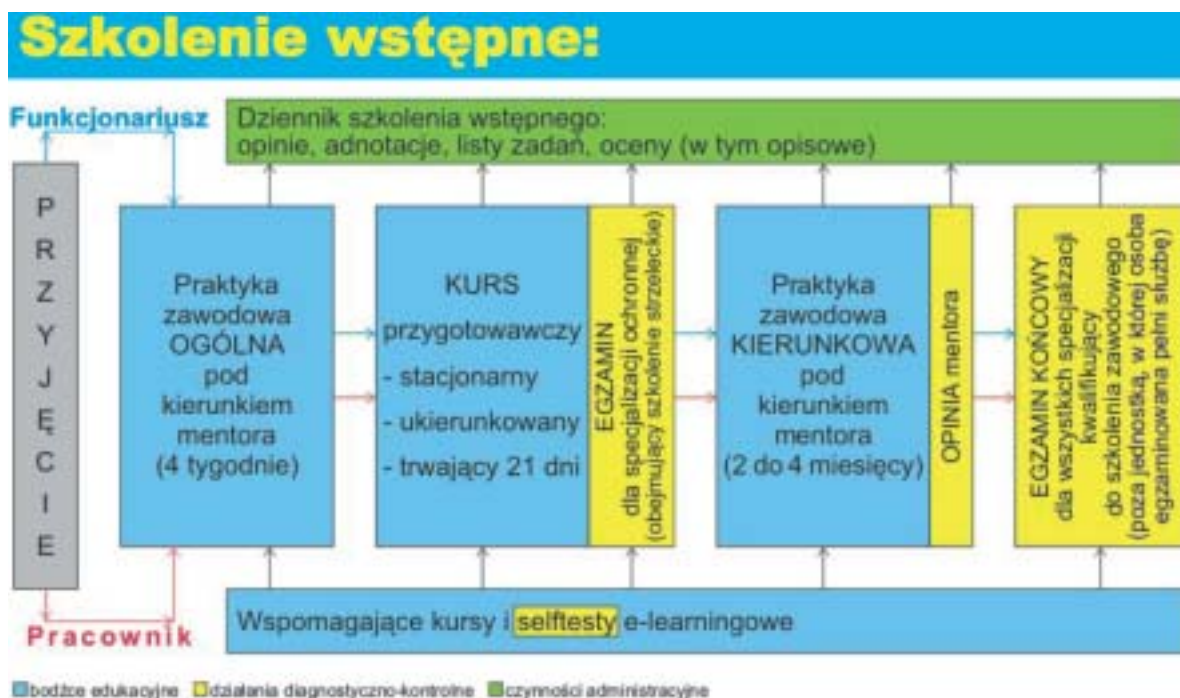 Szkolenie wstępne:
Funkcjonariusz
Dziennik szkolenia wstępnego:
opinie, adnotacje, listy zadań, oceny (w tym opisowe)
PRZYJĘCIE
Praktyka
zawodowa
OGÓLNA
pod
kierunkiem
mentora
(4 tygodnie)
KURS
przygotowawczy
- stacjonarny
- ukierunkowany
- trwający 21 dni
EGZAMIN
dla specjalizacji ochronnej
(obejmujący szkolenie strzeleckie)
Praktyka
zawodowa
KIERUNKOWA
pod
kierunkiem
mentora
(2 do 4 miesięcy)
OPINIA mentora
EGZAMIN KOŃCOWY
dla wszystkich specjalizacji
kwalifikujący
do szkolenia zawodowego
(poza jednostką, w której osoba
egzaminowana pełni służbę)
Pracownik
Wspomagające kursy i selftesty e-learningowe
bodźce edukacyjne działania diagnostyczno-kontrolne czynności administracyjne